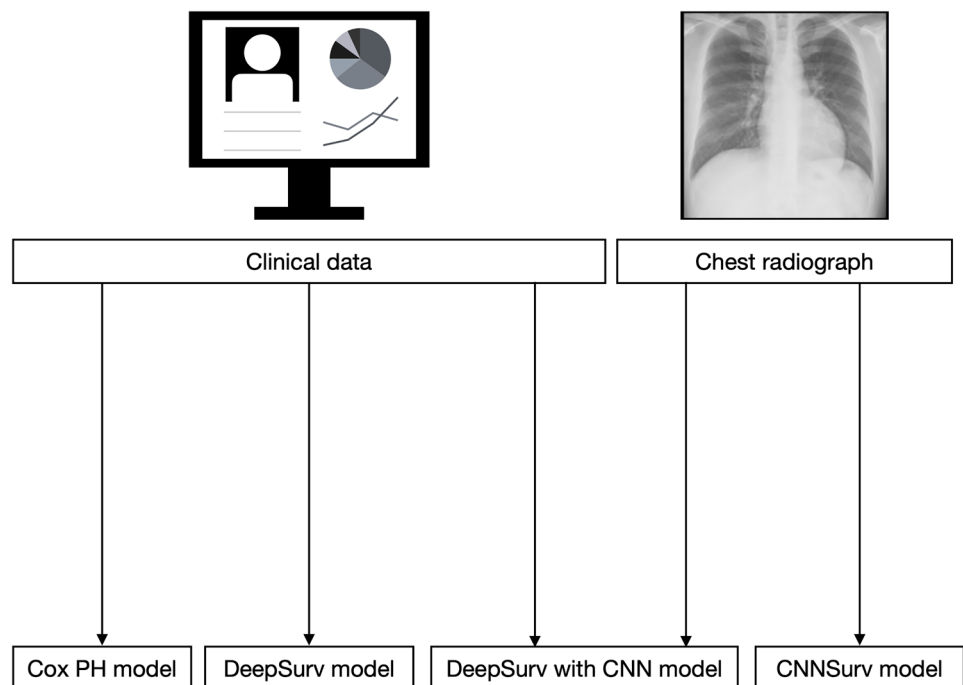 Clinical data
Chest radiograph
Cox PH model
DeepSurv model
DeepSurv with CNN model
CNNSurv model